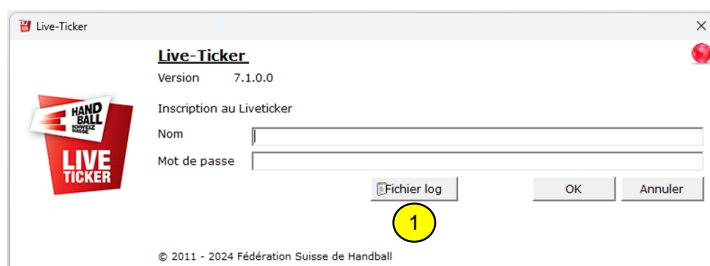 Live-Ticker
Live-Ticker
Version 7.1.0.0
HAND
BALL
SCHWEIZ
SUISSE
LIVE
TICKER
Inscription au Liveticker
Nom
Mot de passe
Fichier log OK Annuler
1
© 2011 - 2024 Fédération Suisse de Handball